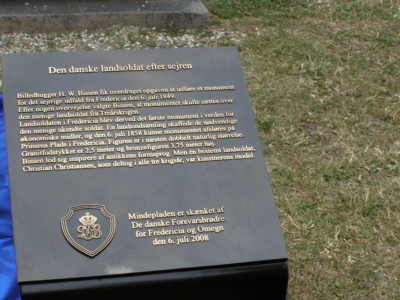 Den danske landsoldat efter sejren
Billedhugger H. W. Bissen fik overdraget opgaven at udføre et monument
for det sejrige udfald fra Fredericia den 6. juli 1849.
Efter nogen overvejelse valgte Bissen, at monumentet skulle sættes over
den menige landsoldat fra Treårskrigen.
Landsoldaten i Fredericia blev derved det første monument i verden for
den menige ukendte soldat. En landsindsamling skaffede de nødvendige
økonomiske midler, og den 6. juli 1858 kunne monumentet afsløres på
Prinsens Plads i Fredericia. Figuren er i næsten dobbelt naturlig størrelse.
Granitfodstykket er 2,5 meter og bronzefiguren 3,75 meter høj.
Bissen lod sig inspirere af antikkens formsprog. Men en bestemt landsoldat,
Christian Christiansen, som deltog i alle tre krigsår, var kunstnerens model.
Mindepladen er skænket af
De danske Forsvarsbrødre
for Fredericia og Omegn
den 6. juli 2008